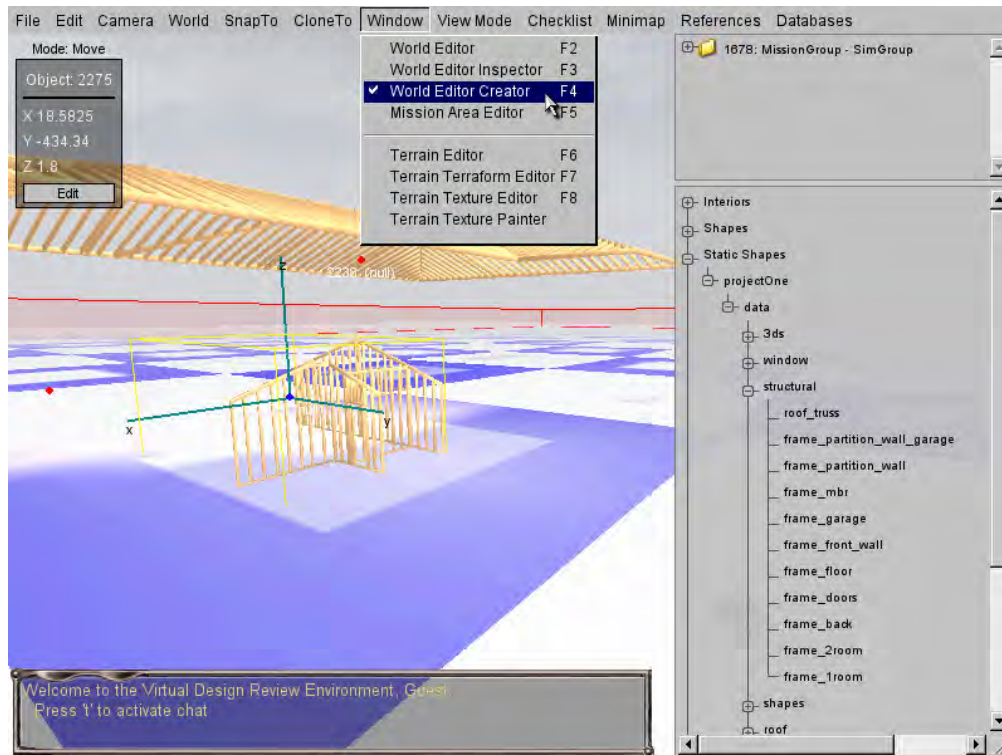 File Edit Camera World SnapTo CloneTo Window View Mode Checklist Minimap References Databases
Mode: Move
Object: 2275
X 18.5825
Y -434.34
Z 1.8
Edit
World Editor F2
World Editor Inspector F3
World Editor Creator F4
Mission Area Editor F5
Terrain Editor F6
Terrain Terraform Editor F7
Terrain Texture Editor F8
Terrain Texture Painter
z
2238: (null)
x
y
Welcome to the Virtual Design Review Environment, Guest
Press 't' to activate chat
1678: MissionGroup - SimGroup
Interiors
Shapes
Static Shapes
projectOne
data
3ds
window
structural
roof_truss
frame_partition_wall_garage
frame_partition_wall
frame_mbr
frame_garage
frame_front_wall
frame_floor
frame_doors
frame_back
frame_2room
frame_1room
shapes
roof